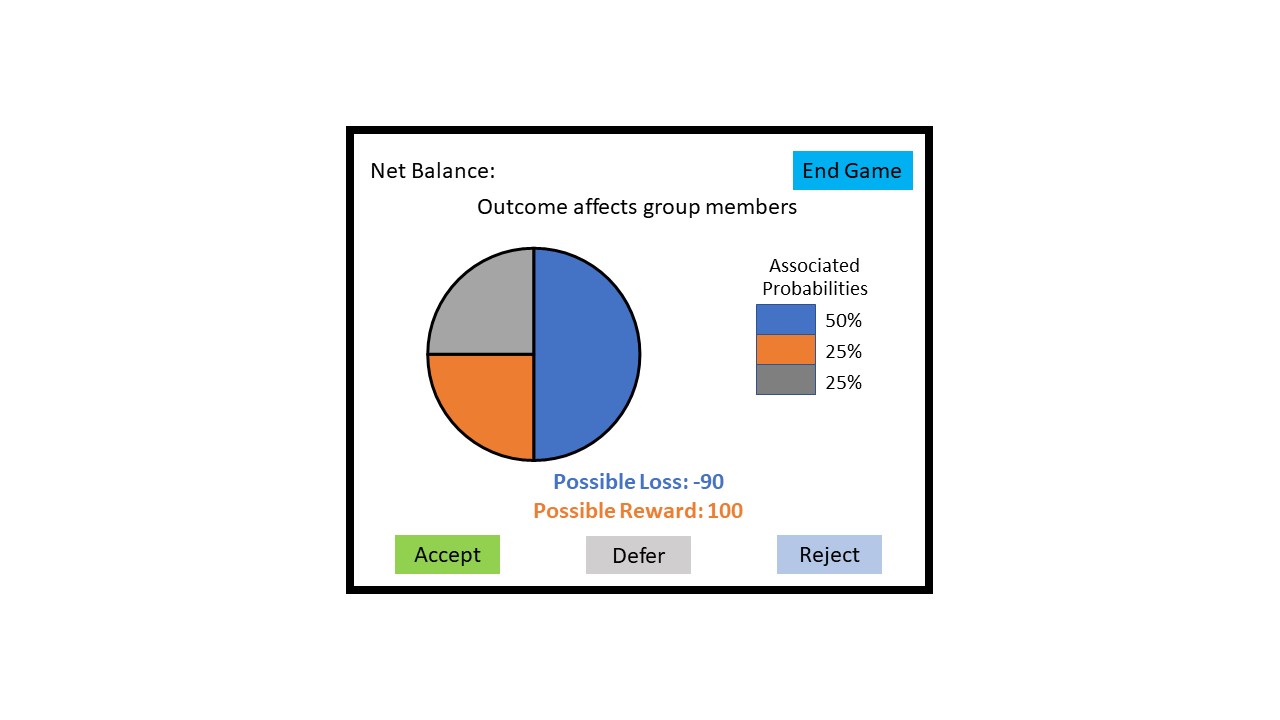 Net Balance:
End Game
Outcome affects group members
Associated
Probabilities
50%
25%
25%
Possible Loss: -90
Possible Reward: 100
Accept
Defer
Reject